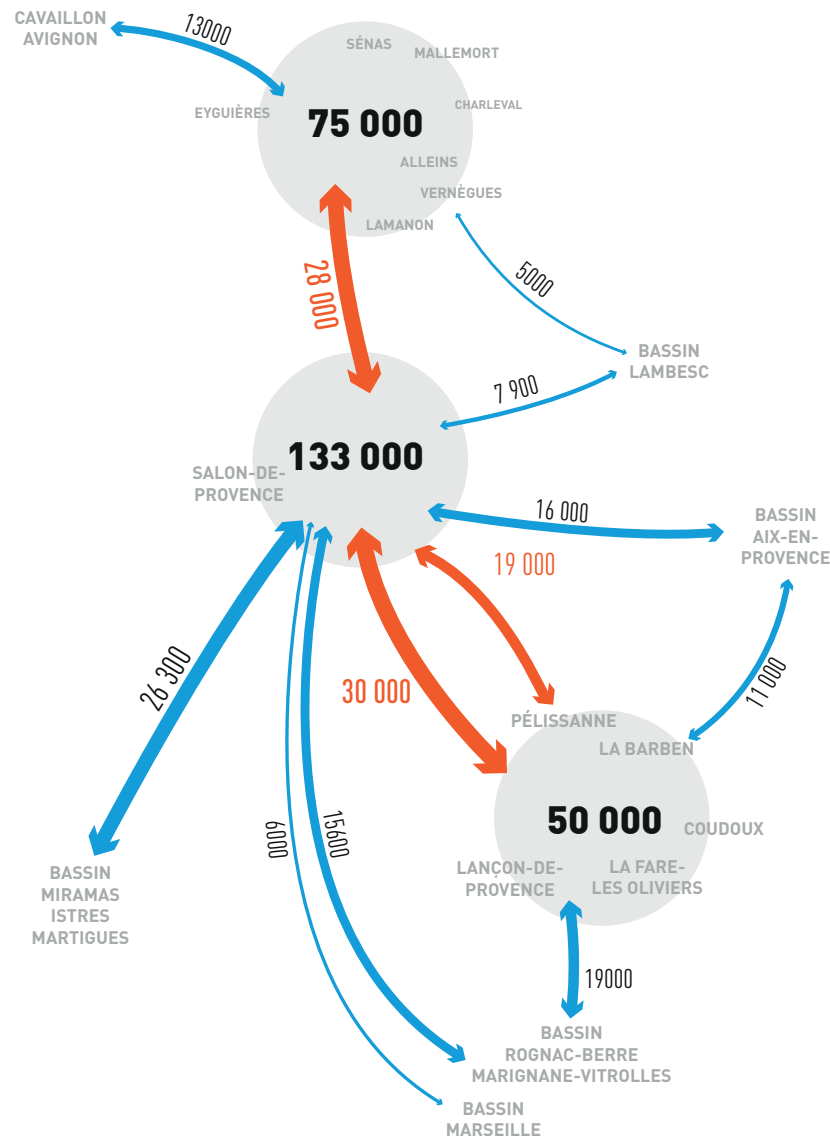 CAVAILLON
AVIGNON
13000
SÉNAS
MALLEMORT
EYGUIÈRES
CHARLEVAL
75 000
ALLEINS
VERNÈGUES
LAMANON
28 000
5000
BASSIN
LAMBESC
7 900
133 000
SALON-DE-
PROVENCE
16 000
BASSIN
AIX-EN-
PROVENCE
19 000
26 300
30 000
11 000
PÉLISSANNE
LA BARBEN
50 000
COUDOUX
6000
15600
LANÇON-DE-
PROVENCE
LA FARE-
LES OLIVIERS
BASSIN
MIRAMAS
ISTRES
MARTIGUES
19000
BASSIN
ROGNAC-BERRE
MARIGNANE-VITROLLES
BASSIN
MARSEILLE